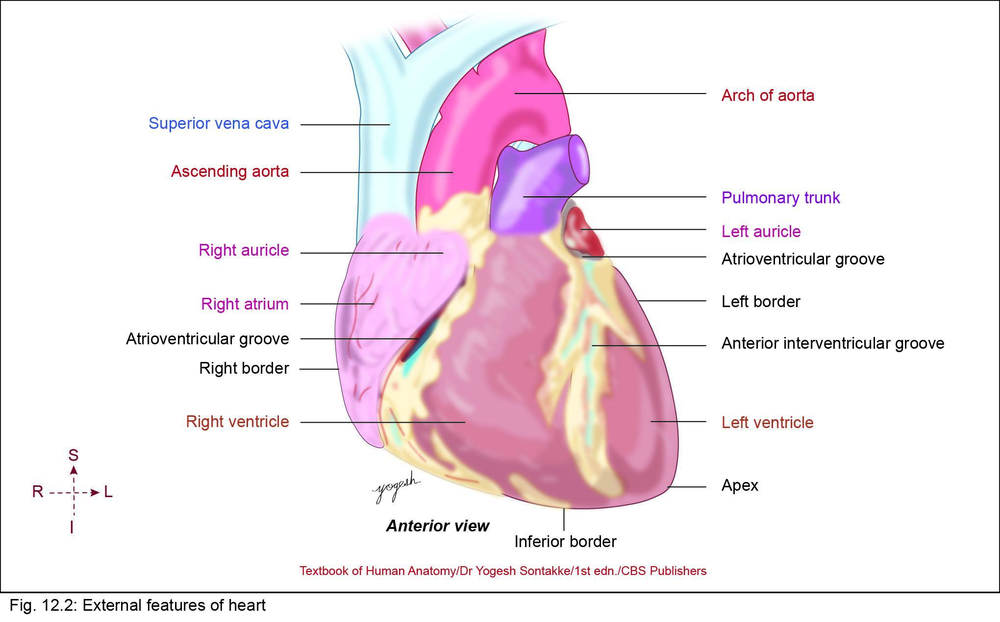 Arch of aorta
Superior vena cava
Ascending aorta
Pulmonary trunk
Left auricle
Right auricle
Atrioventricular groove
Left border
Right atrium
Atrioventricular groove
Anterior interventricular groove
Right border
Right ventricle
Left ventricle
S
R
L
I
Apex
yogesh
Anterior view
Inferior border
Textbook of Human Anatomy/Dr Yogesh Sontakke/1st edn./CBS Publishers
Fig. 12.2: External features of heart